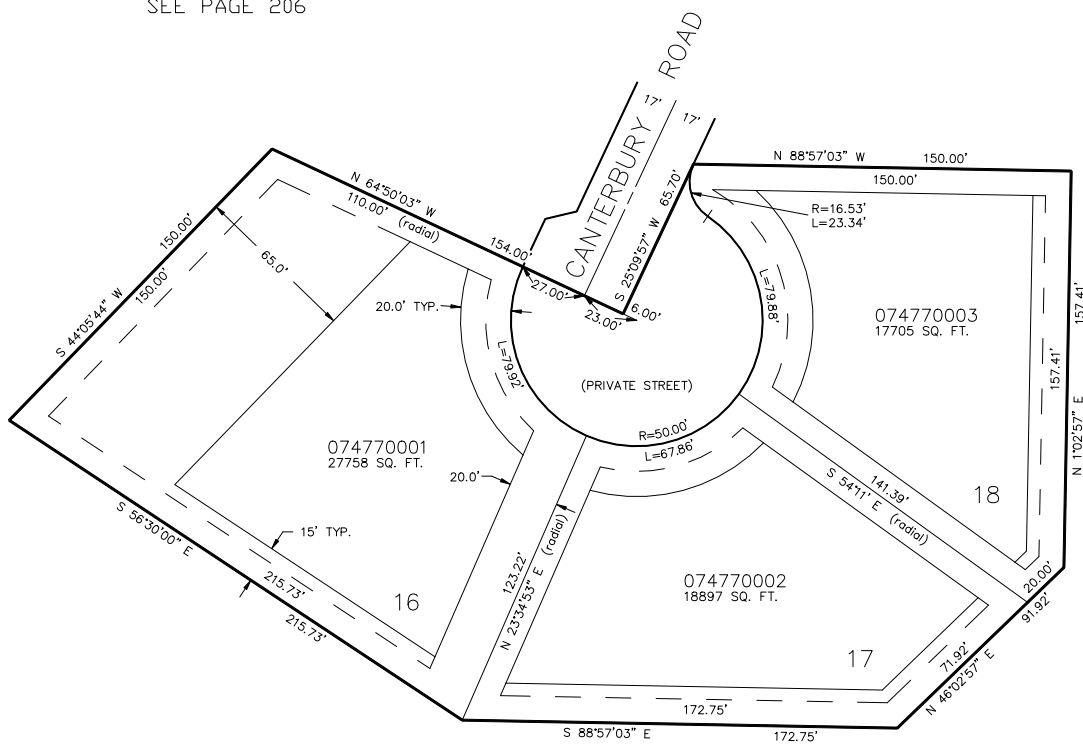 SEE PAGE 206
CANTERBURY ROAD
17'
17'
N 88°57'03" W 150.00'
150.00'
N 64°50'03" W
110.00' (radial)
154.00'
S 25°09'57" W 65.70'
R=16.53'
L=23.34'
150.00'
150.00'
S 44°05'44" W
65.0'
27.00'
23.00'
6.00'
20.0' TYP.
L=79.88'
L=79.92'
074770003
17705 SQ. FT.
157.41'
157.41'
N 1°02'57" E
(PRIVATE STREET)
R=50.00'
L=67.86'
074770001
27758 SQ. FT.
20.0'
141.39'
S 54°11' E (radial)
18
S 56°30'00" E
15' TYP.
215.73'
215.73'
16
123.22'
N 23°34'53" E (radial)
074770002
18897 SQ. FT.
20.00'
91.92'
17
71.92'
N 46°02'57" E
172.75'
S 88°57'03" E 172.75'